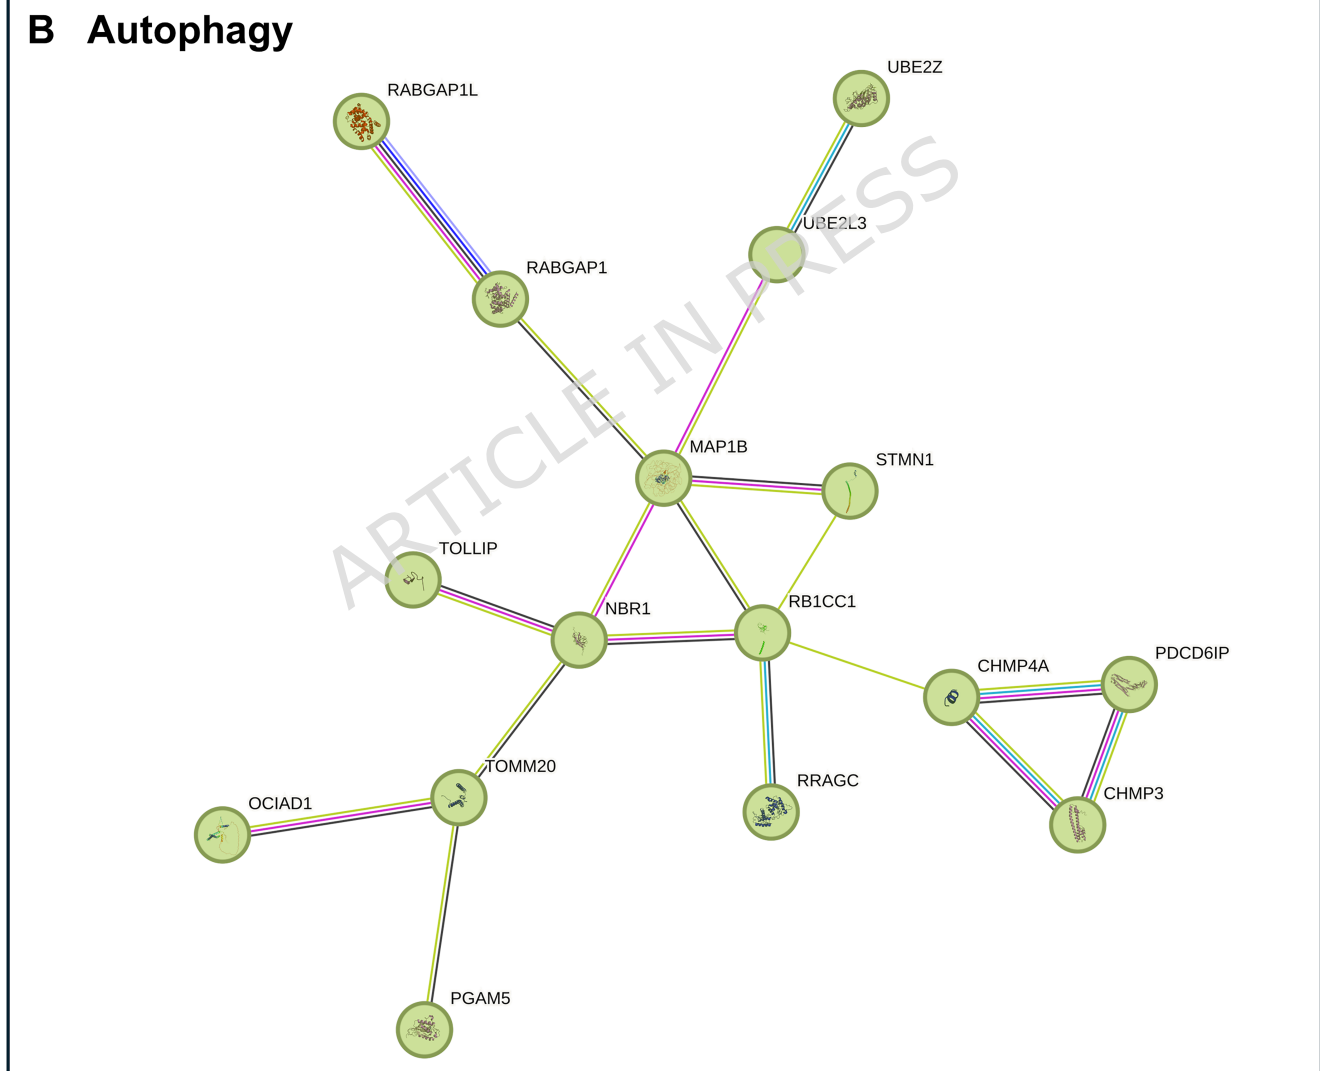 B Autophagy
UBE2Z
RABGAP1L
UBE2L3
RABGAP1
MAP1B
STMN1
TOLLIP
RB1CC1
NBR1
PDCD6IP
CHMP4A
TOMM20
RRAGC
CHMP3
OCIAD1
PGAM5
ARTICLE IN PRESS